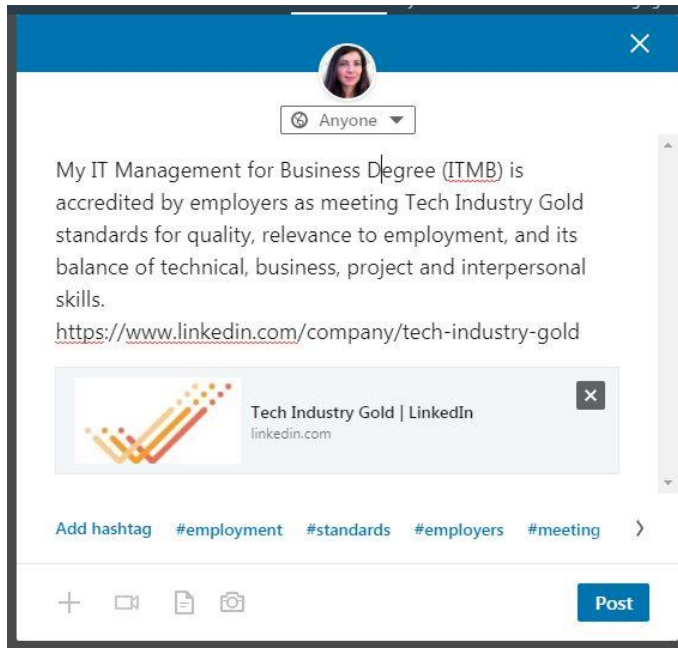 Anyone
My IT Management for Business Degree (ITMB) is
accredited by employers as meeting Tech Industry Gold
standards for quality, relevance to employment, and its
balance of technical, business, project and interpersonal
skills.
https://www.linkedin.com/company/tech-industry-gold
Tech Industry Gold | LinkedIn
linkedin.com
Add hashtag #employment #standards #employers #meeting
Post